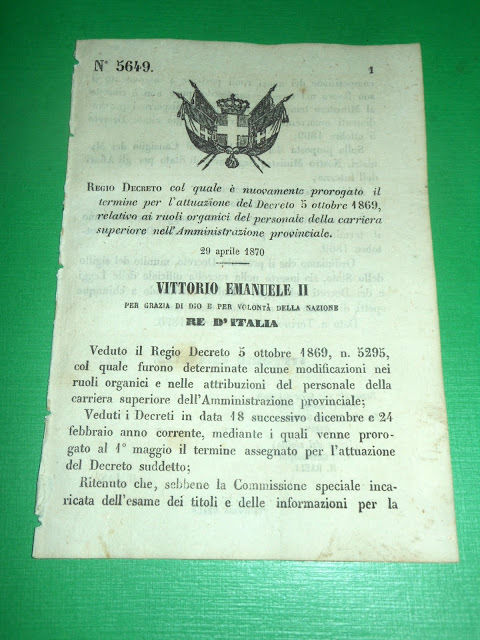 N° 5649.
1
REGIO DECRETO col quale è nuovamente prorogato il
termine per l'attuazione del Decreto 5 ottobre 1869,
relativo ai ruoli organici del personale della carriera
superiore nell'Amministrazione provinciale.
29 aprile 1870
VITTORIO EMANUELE II
PER GRAZIA DI DIO E PER VOLONTÀ DELLA NAZIONE
RE D'ITALIA
Veduto il Regio Decreto 5 ottobre 1869, n. 5295,
col quale furono determinate alcune modificazioni nei
ruoli organici e nelle attribuzioni del personale della
carriera superiore dell'Amministrazione provinciale;
Veduti i Decreti in data 18 successivo dicembre e 24
febbraio anno corrente, mediante i quali venne proro-
gato al 1° maggio il termine assegnato per l'attuazione
del Decreto suddetto;
Ritenuto che, sebbene la Commissione speciale inca-
ricata dell'esame dei titoli e delle informazioni per la